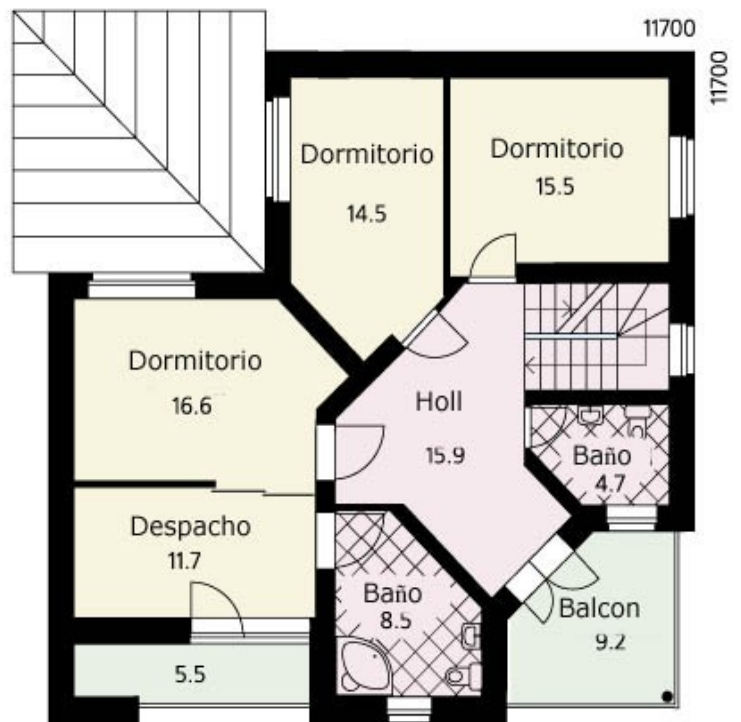 11700
11700
Dormitorio
14.5
Dormitorio
15.5
Dormitorio
16.6
Holl
15.9
Baño
4.7
Despacho
11.7
Baño
8.5
Balcon
9.2
5.5